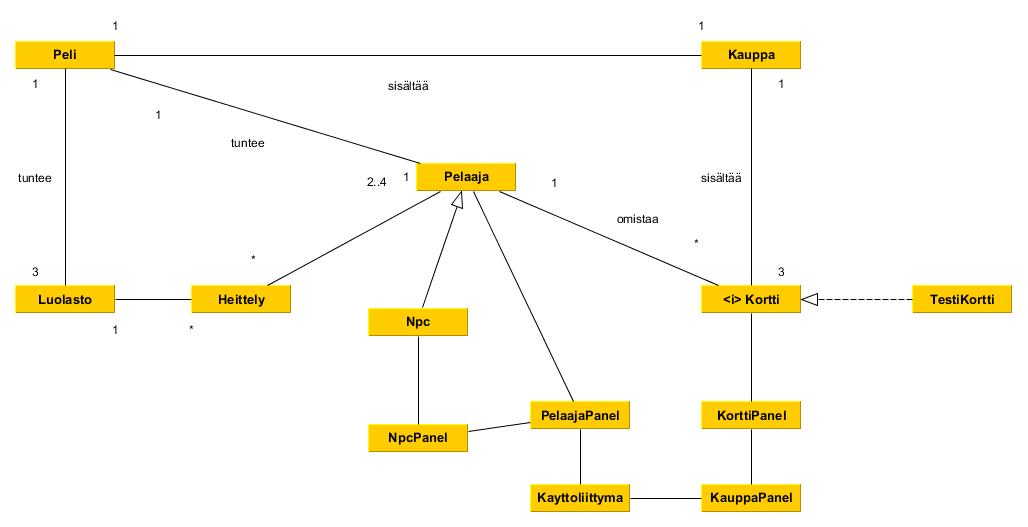 1
1
Peli
Kauppa
1
sisältää
1
1
tuntee
tuntee
2..4
1
Pelaaja
1
sisältää
omistaa
*
*
3
3
Luolasto
Heittely
<i> Kortti
TestiKortti
1
*
Npc
PelaajaPanel
KorttiPanel
NpcPanel
Kayttoliittyma
KauppaPanel